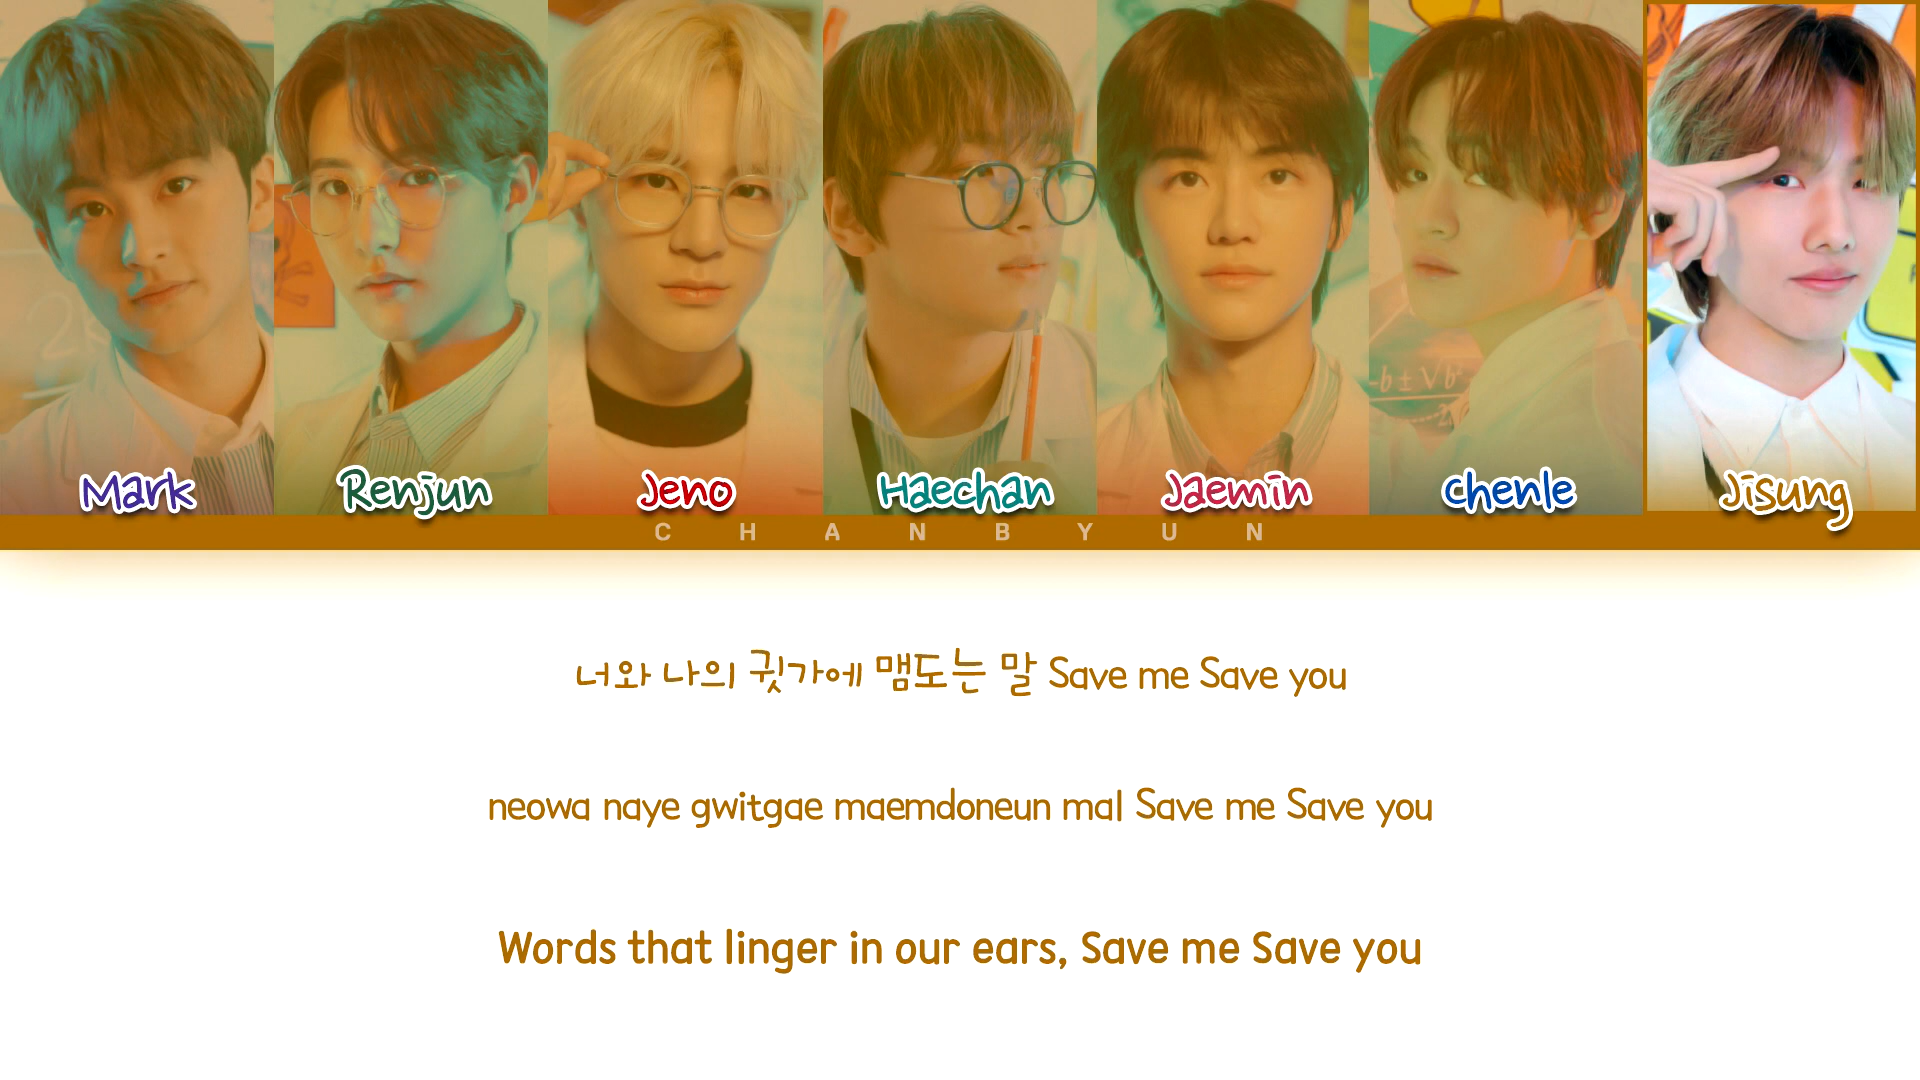 -b ± √b²
Mark Renjun Jeno Haechan Jaemin chenle Jisung
CHANBYUN
너와 나의 귓가에 맴도는 말 Save me Save you
neowa naye gwitgae maemdoneun mal Save me Save you
Words that linger in our ears, Save me Save you